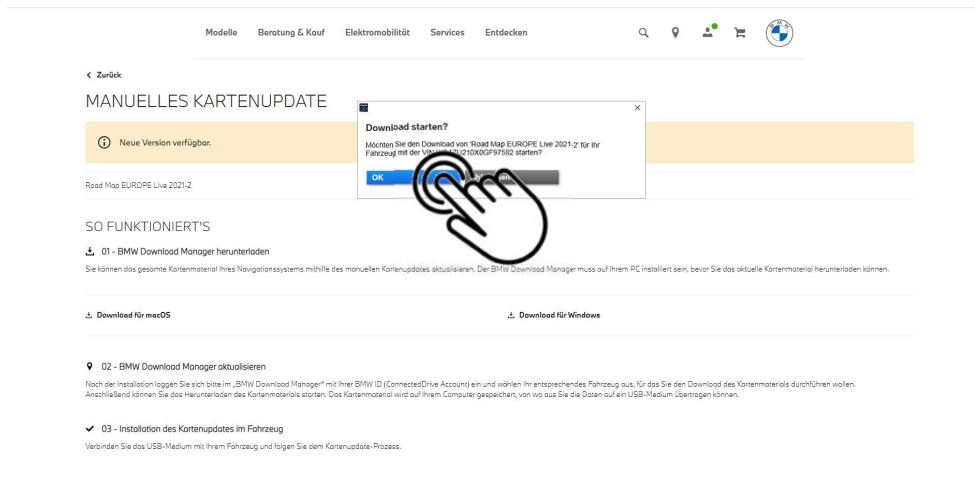 Modelle Beratung & Kauf Elektromobilität Services Entdecken
Zurück
MANUELLES KARTENUPDATE
Neue Version verfügbar.
Download starten?
Möchten Sie den Download von 'Road Map EUROPE Live 2021-2' für Ihr
Fahrzeug mit der starten?
OK
Road Map EUROPE Live 2021-2
SO FUNKTIONIERT'S
01 - BMW Download Manager herunterladen
Sie können das gesamte Kartenmaterial Ihres Navigationssystems mithilfe des manuellen Kartenupdates aktualisieren. Der BMW Download Manager muss auf Ihrem PC installiert sein, bevor Sie das aktuelle Kartenmaterial herunterladen können.
Download für macOS Download für Windows
02 - BMW Download Manager aktualisieren
Nach der Installation loggen Sie sich bitte im „BMW Download Manager" mit Ihrer BMW ID (ConnectedDrive Account) ein und wählen Ihr entsprechendes Fahrzeug aus, für das Sie den Download des Kartenmaterials durchführen wollen.
Anschließend können Sie das Herunterladen des Kartenmaterials starten. Das Kartenmaterial wird auf Ihrem Computer gespeichert, von wo aus Sie die Daten auf ein USB-Medium übertragen können.
03 - Installation des Kartenupdates im Fahrzeug
Verbinden Sie das USB-Medium mit Ihrem Fahrzeug und folgen Sie dem Kartenupdate-Prozess.